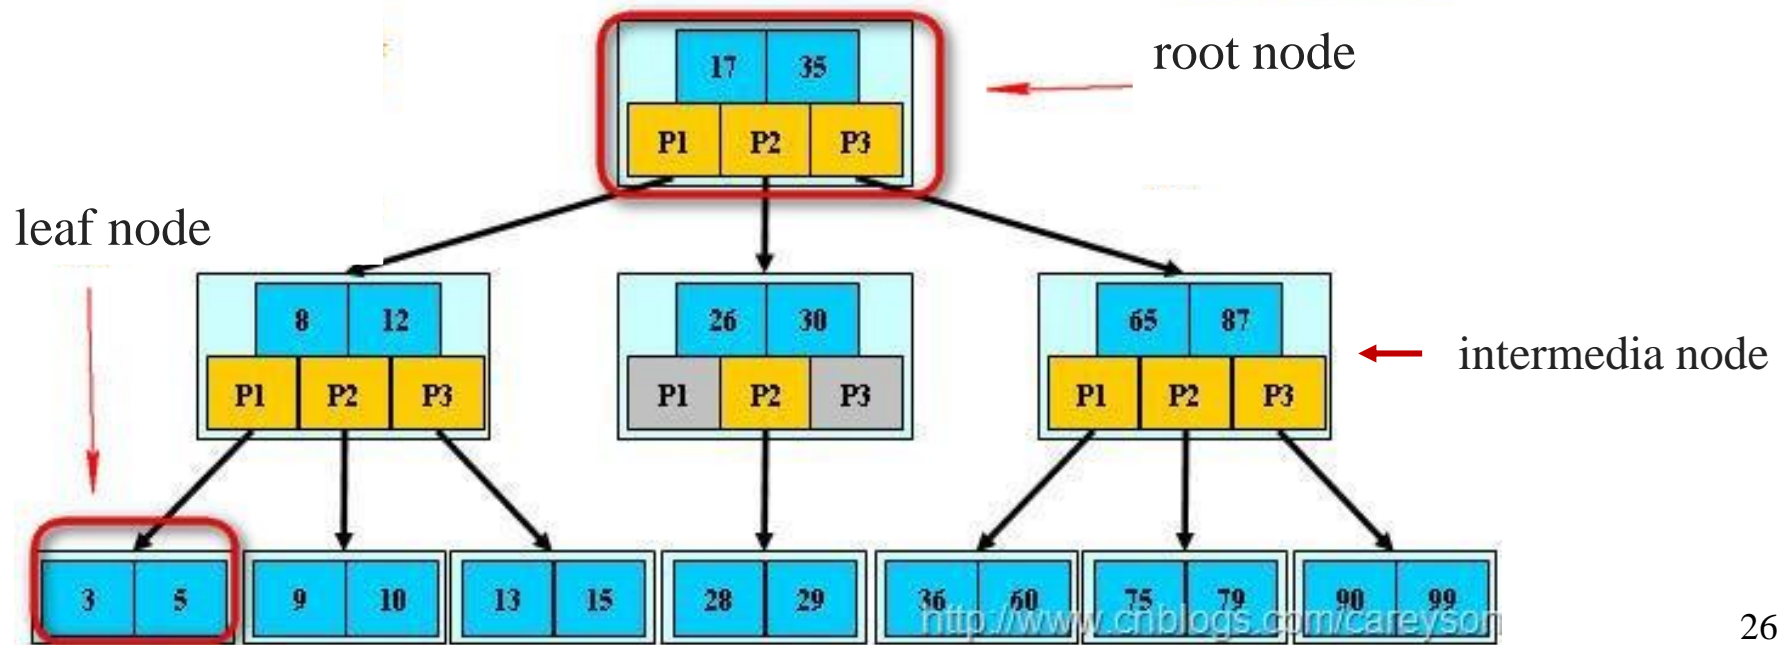 root node
17 35
P1 P2 P3
leaf node
8 12
26 30
65 87
intermedia node
P1 P2 P3
P1 P2 P3
P1 P2 P3
3 5
9 10
13 15
28 29
36 60
75 79
90 99
http://www.cnblogs.com/careyson
26